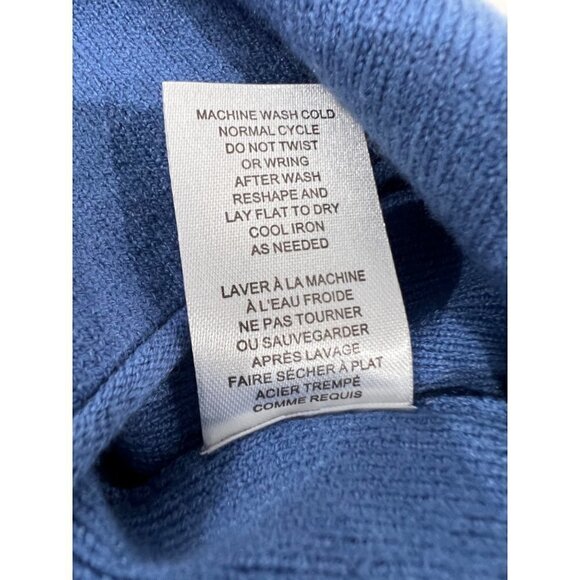 MACHINE WASH COLD
NORMAL CYCLE
DO NOT TWIST
OR WRING
AFTER WASH
RESHAPE AND
LAY FLAT TO DRY
COOL IRON
AS NEEDED
LAVER À LA MACHINE
À L'EAU FROIDE
NE PAS TOURNER
OU SAUVEGARDER
APRÈS LAVAGE
FAIRE SÉCHER À PLAT
ACIER TREMPÉ
COMME REQUIS